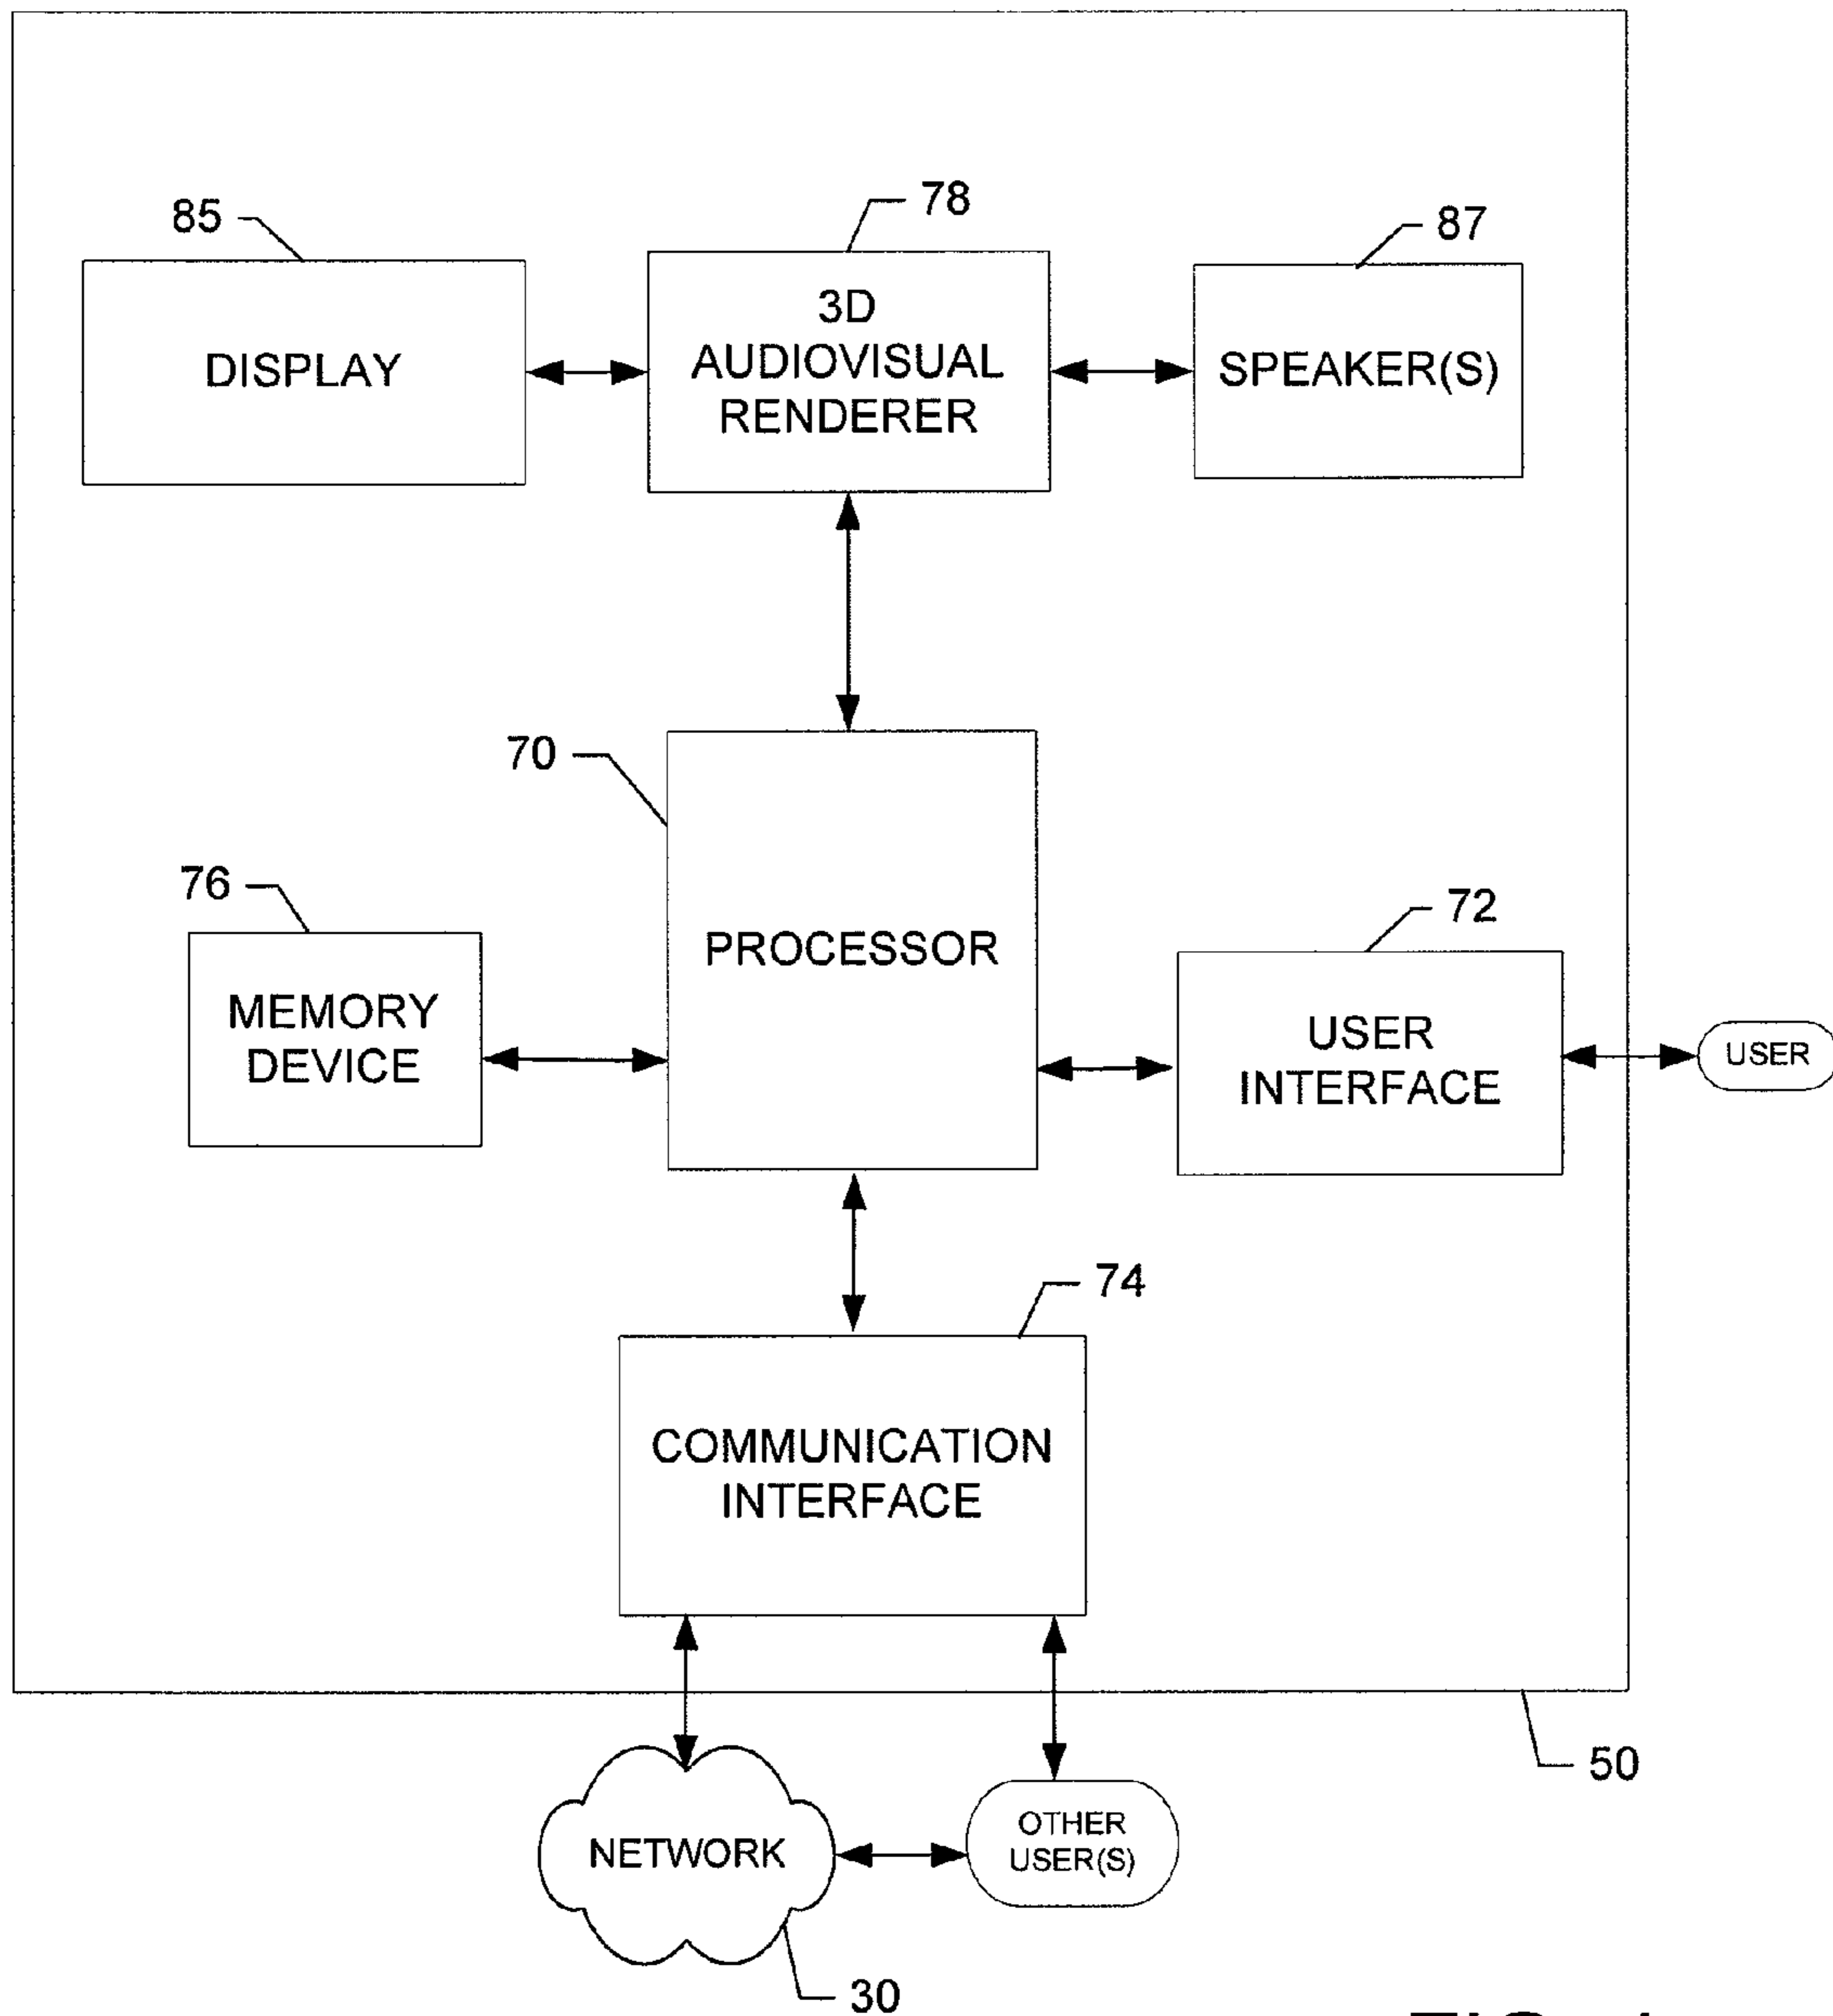 78
85
87
3D
AUDIOVISUAL
RENDERER
DISPLAY
SPEAKER(S)
70
76
72
PROCESSOR
MEMORY
DEVICE
USER
INTERFACE
USER
74
COMMUNICATION
INTERFACE
50
NETWORK
OTHER
USER(S)
30